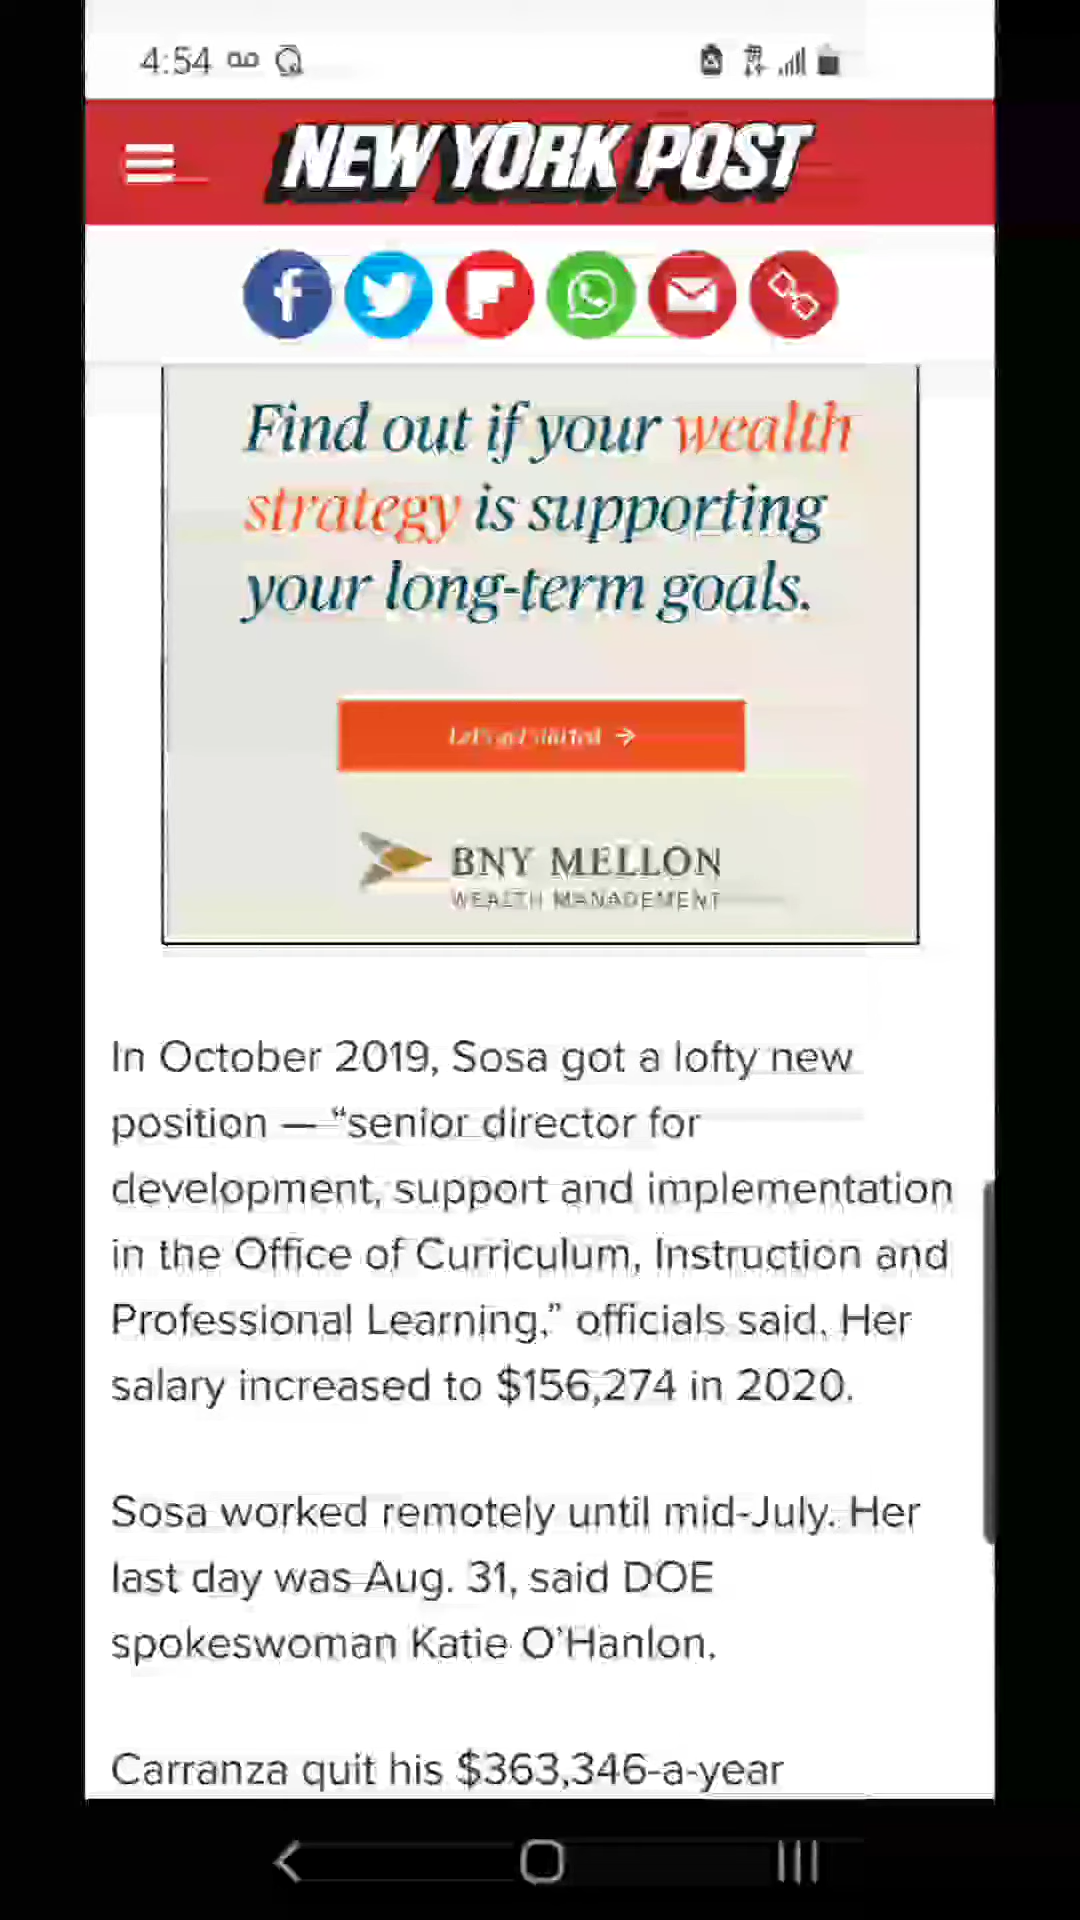 4:54
NEW YORK POST
Find out if your wealth
strategy is supporting
your long-term goals.
Let's get started →
BNY MELLON
WEALTH MANAGEMENT
In October 2019, Sosa got a lofty new
position — “senior director for
development, support and implementation
in the Office of Curriculum, Instruction and
Professional Learning,” officials said. Her
salary increased to $156,274 in 2020.
Sosa worked remotely until mid-July. Her
last day was Aug. 31, said DOE
spokeswoman Katie O’Hanlon.
Carranza quit his $363,346-a-year